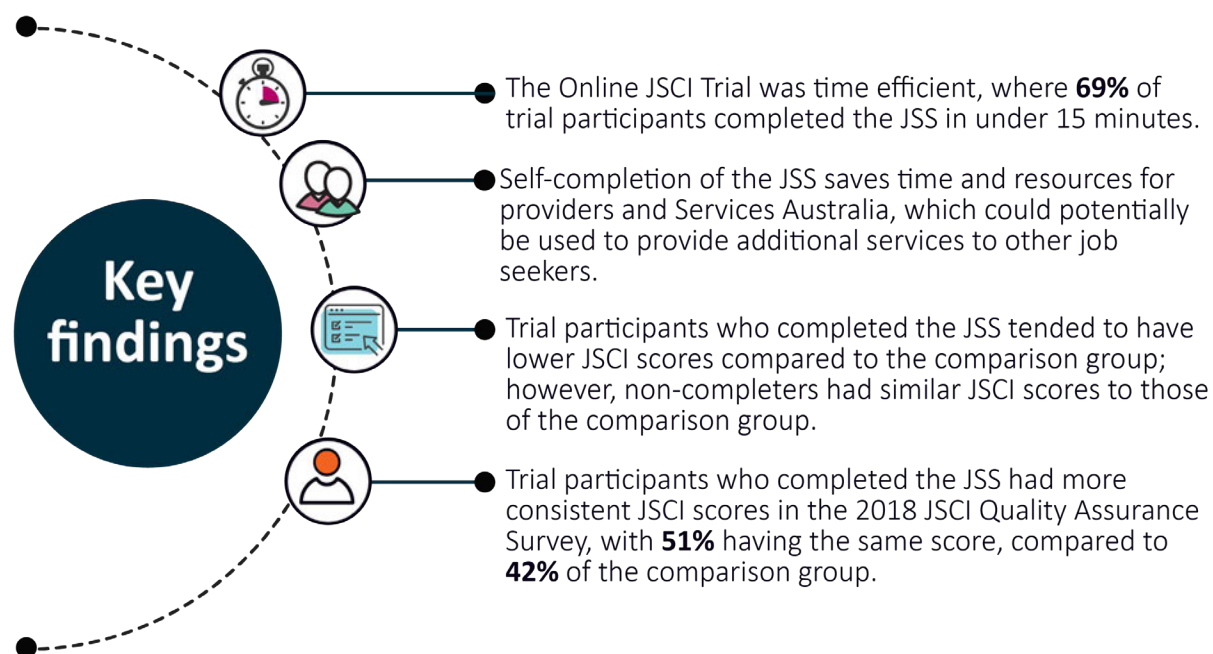 Key
findings
The Online JSCI Trial was time efficient, where 69% of
trial participants completed the JSS in under 15 minutes.
Self-completion of the JSS saves time and resources for
providers and Services Australia, which could potentially
be used to provide additional services to other job
seekers.
Trial participants who completed the JSS tended to have
lower JSCI scores compared to the comparison group;
however, non-completers had similar JSCI scores to those
of the comparison group.
Trial participants who completed the JSS had more
consistent JSCI scores in the 2018 JSCI Quality Assurance
Survey, with 51% having the same score, compared to
42% of the comparison group.